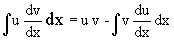 ∫u dv/dx dx = u v - ∫v du/dx dx